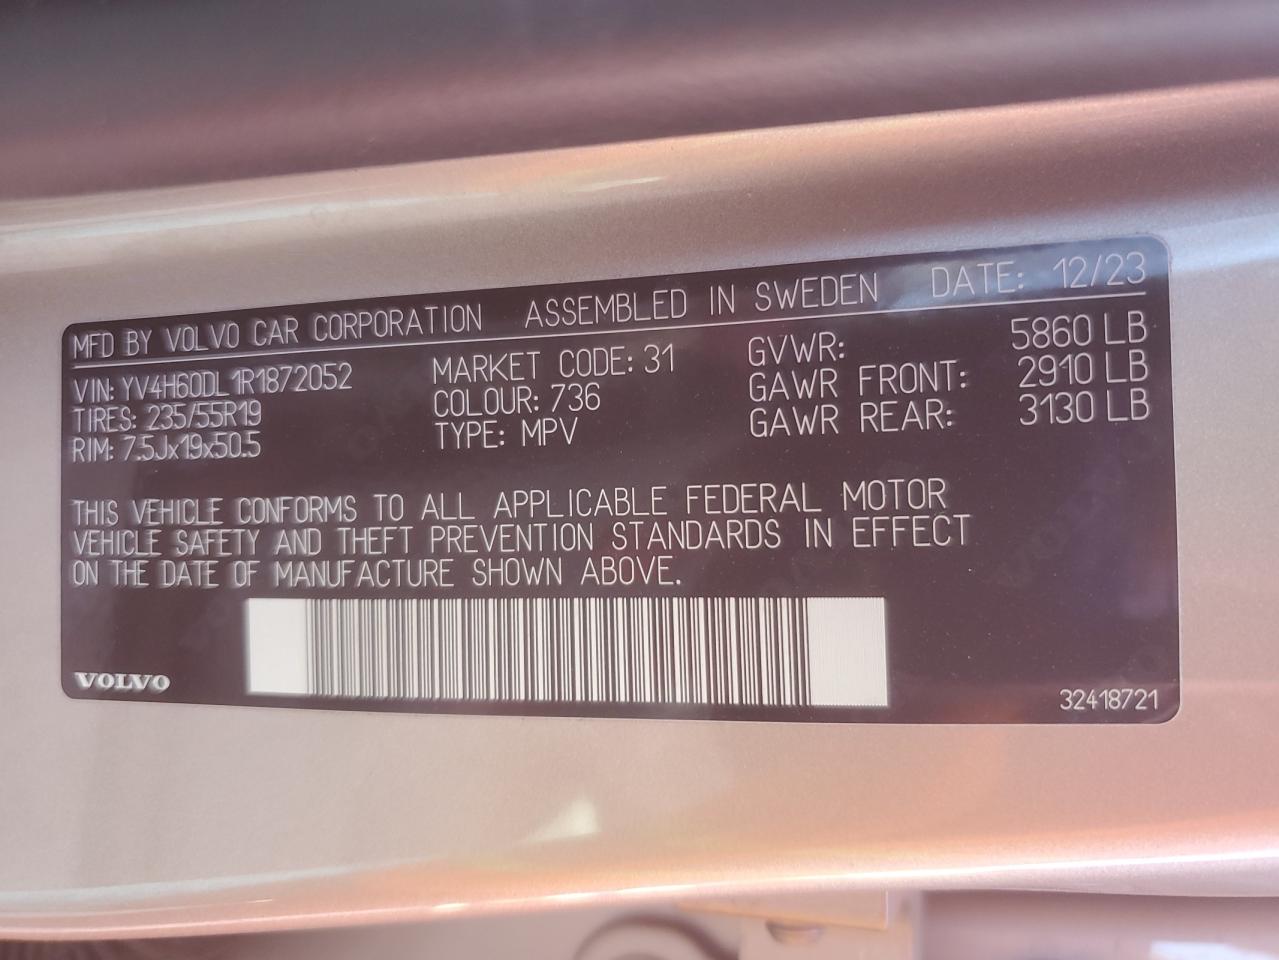 MFD BY VOLVO CAR CORPORATION ASSEMBLED IN SWEDEN DATE: 12/23
VIN: YV4H60DL1R1872052 MARKET CODE: 31 GVWR: 5860 LB
TIRES: 235/55R19 COLOUR: 736 GAWR FRONT: 2910 LB
RIM: 7.5Jx19x50.5 TYPE: MPV GAWR REAR: 3130 LB
THIS VEHICLE CONFORMS TO ALL APPLICABLE FEDERAL MOTOR
VEHICLE SAFETY AND THEFT PREVENTION STANDARDS IN EFFECT
ON THE DATE OF MANUFACTURE SHOWN ABOVE.
VOLVO 32418721